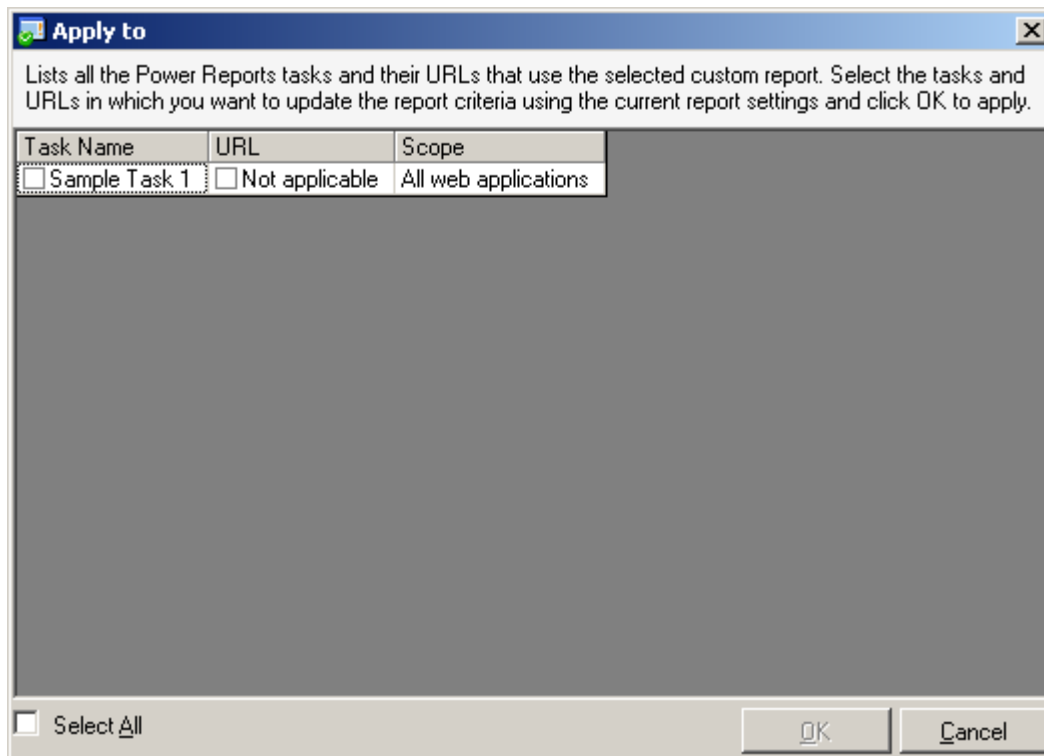 Apply to
Lists all the Power Reports tasks and their URLs that use the selected custom report. Select the tasks and
URLs in which you want to update the report criteria using the current report settings and click OK to apply.
Task Name URL Scope
Sample Task 1 Not applicable All web applications
Select All OK Cancel